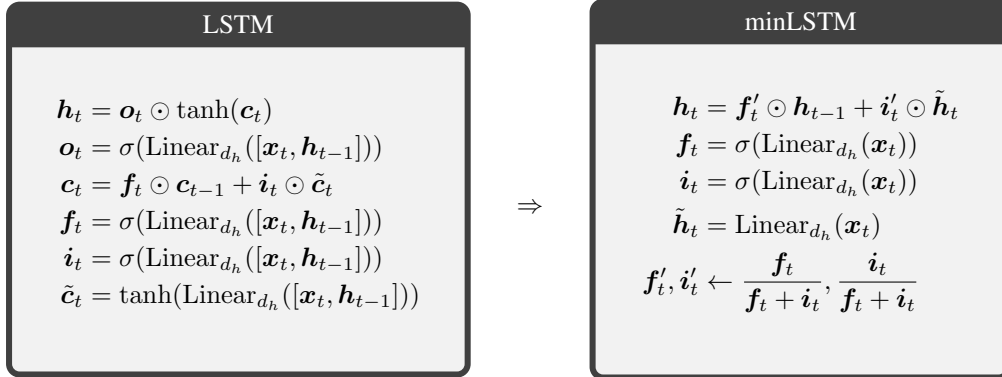 LSTM
h_t = o_t ⊙ tanh(c_t)
o_t = σ(Linear_{d_h}([x_t, h_{t-1}]))
c_t = f_t ⊙ c_{t-1} + i_t ⊙ c̃_t
f_t = σ(Linear_{d_h}([x_t, h_{t-1}]))
i_t = σ(Linear_{d_h}([x_t, h_{t-1}]))
c̃_t = tanh(Linear_{d_h}([x_t, h_{t-1}]))
⇒
minLSTM
h_t = f'_t ⊙ h_{t-1} + i'_t ⊙ h̃_t
f_t = σ(Linear_{d_h}(x_t))
i_t = σ(Linear_{d_h}(x_t))
h̃_t = Linear_{d_h}(x_t)
f'_t, i'_t ← \frac{f_t}{f_t + i_t}, \frac{i_t}{f_t + i_t}